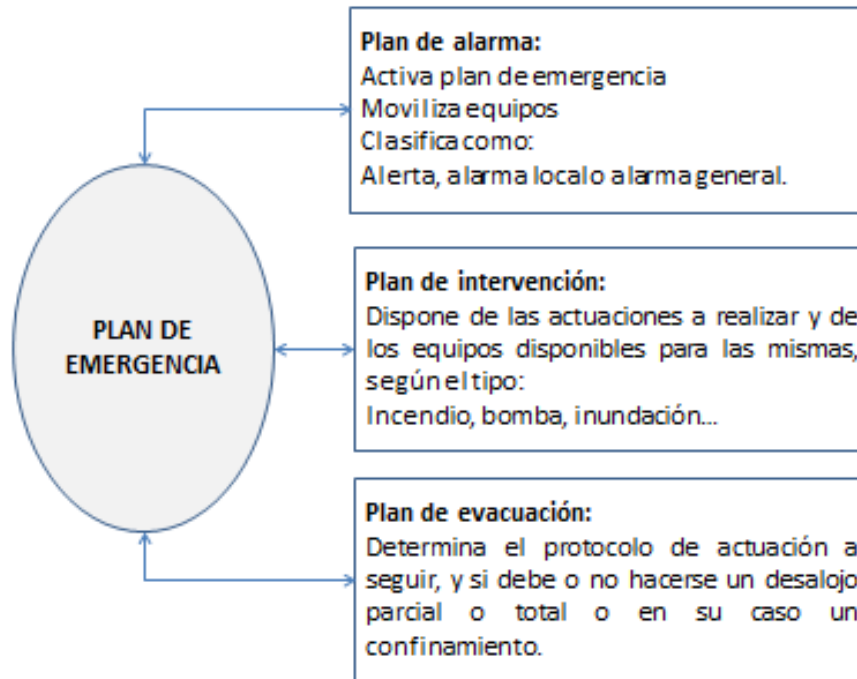 Plan de alarma:
Activa plan de emergencia
Moviliza equipos
Clasifica como:
Alerta, alarma local o alarma general.
PLAN DE
EMERGENCIA
Plan de intervención:
Dispone de las actuaciones a realizar y de
los equipos disponibles para las mismas,
según el tipo:
Incendio, bomba, inundación...
Plan de evacuación:
Determina el protocolo de actuación a
seguir, y si debe o no hacerse un desalojo
parcial o total o en su caso un
confinamiento.